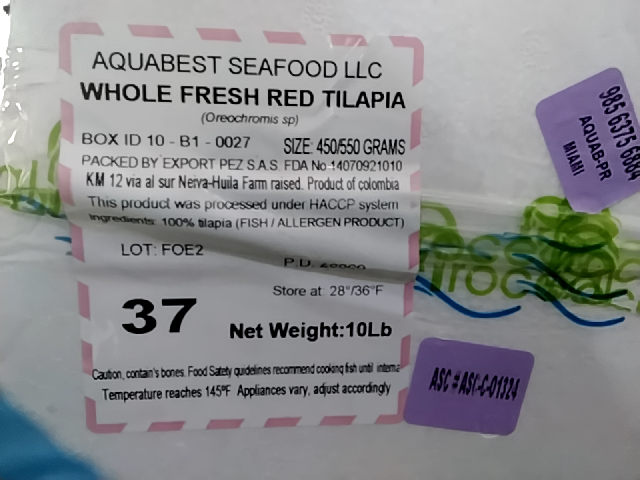 AQUABEST SEAFOOD LLC
WHOLE FRESH RED TILAPIA
(Oreochromis sp)
BOX ID 10 - B1 - 0027 SIZE: 450/550 GRAMS
PACKED BY EXPORT PEZ S.A.S. FDA No 14070921010
KM 12 via al sur Neiva-Huila Farm raised. Product of colombia
This product was processed under HACCP system
Ingredients: 100% tilapia (FISH / ALLERGEN PRODUCT)
LOT: FOE2
P.D.
Store at: 28°/36°F
37
Net Weight:10Lb
Caution, contain's bones. Food Safety guidelines recommend cooking fish until interna
Temperature reaches 145ºF Appliances vary, adjust accordingly
985 6375 6684
AQUAB-PR
MIAMI
ASC # ASC-C-01324